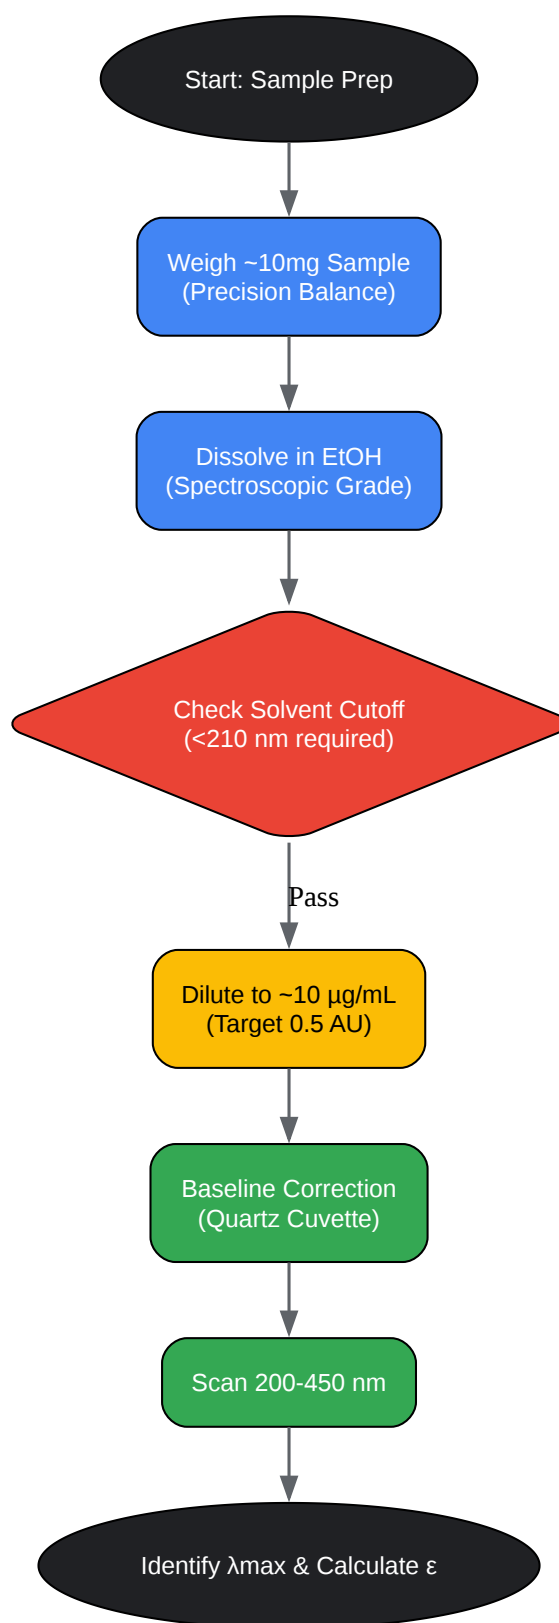 Start: Sample Prep
Weigh ~10mg Sample
(Precision Balance)
Dissolve in EtOH
(Spectroscopic Grade)
Check Solvent Cutoff
(<210 nm required)
Pass
Dilute to ~10 µg/mL
(Target 0.5 AU)
Baseline Correction
(Quartz Cuvette)
Scan 200-450 nm
Identify λmax & Calculate ε